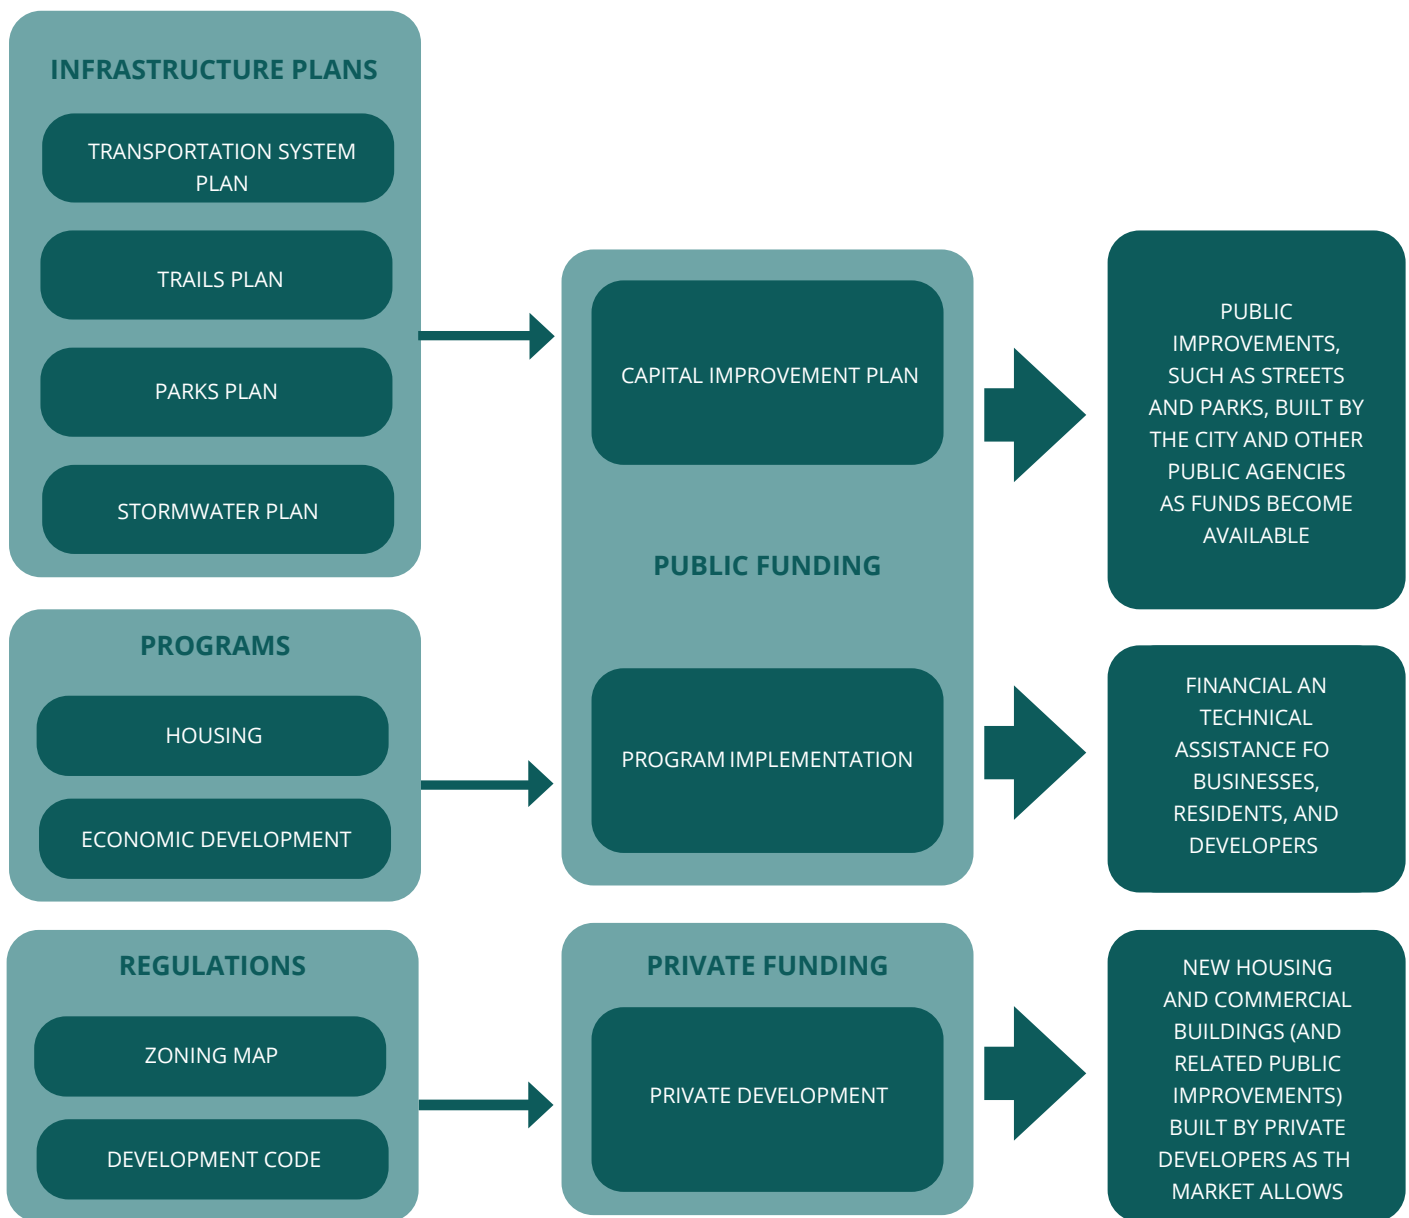 INFRASTRUCTURE PLANS
TRANSPORTATION SYSTEM
PLAN
TRAILS PLAN
PARKS PLAN
STORMWATER PLAN
PROGRAMS
HOUSING
ECONOMIC DEVELOPMENT
REGULATIONS
ZONING MAP
DEVELOPMENT CODE
CAPITAL IMPROVEMENT PLAN
PUBLIC FUNDING
PROGRAM IMPLEMENTATION
PRIVATE FUNDING
PRIVATE DEVELOPMENT
PUBLIC
IMPROVEMENTS,
SUCH AS STREETS
AND PARKS, BUILT BY
THE CITY AND OTHER
PUBLIC AGENCIES
AS FUNDS BECOME
AVAILABLE
FINANCIAL AN
TECHNICAL
ASSISTANCE FO
BUSINESSES,
RESIDENTS, AND
DEVELOPERS
NEW HOUSING
AND COMMERCIAL
BUILDINGS (AND
RELATED PUBLIC
IMPROVEMENTS)
BUILT BY PRIVATE
DEVELOPERS AS TH
MARKET ALLOWS